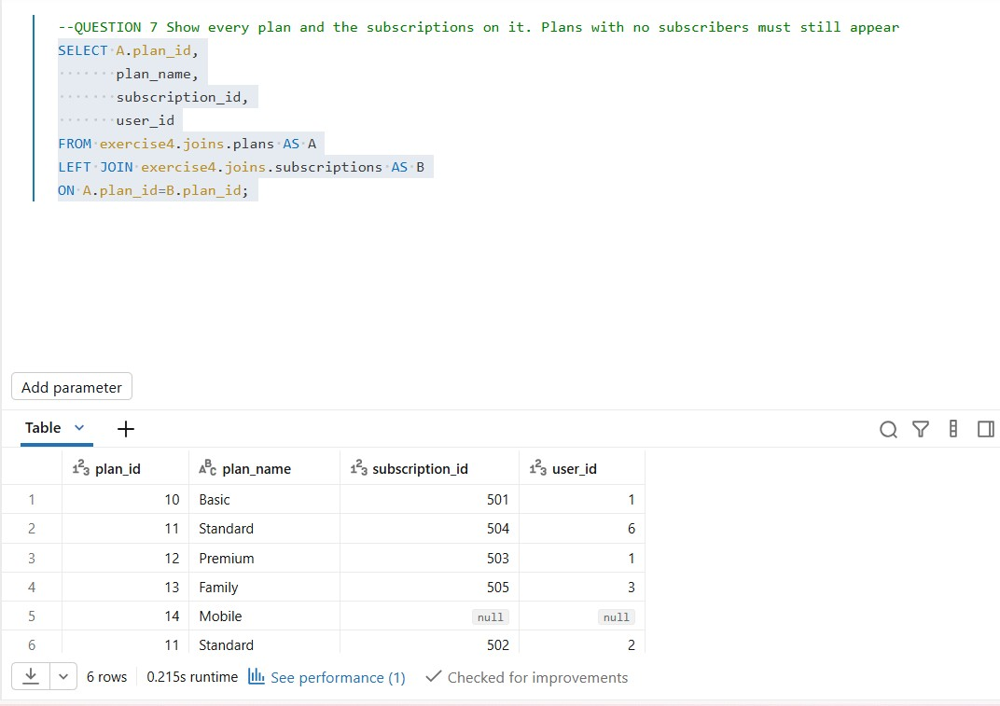 --QUESTION 7 Show every plan and the subscriptions on it. Plans with no subscribers must still appear
SELECT A.plan_id,
plan_name,
subscription_id,
user_id
FROM exercise4.joins.plans AS A
LEFT JOIN exercise4.joins.subscriptions AS B
ON A.plan_id=B.plan_id;
Add parameter
Table
plan_id plan_name subscription_id user_id
1 10 Basic 501 1
2 11 Standard 504 6
3 12 Premium 503 1
4 13 Family 505 3
5 14 Mobile null null
6 11 Standard 502 2
6 rows 0.215s runtime See performance (1) Checked for improvements